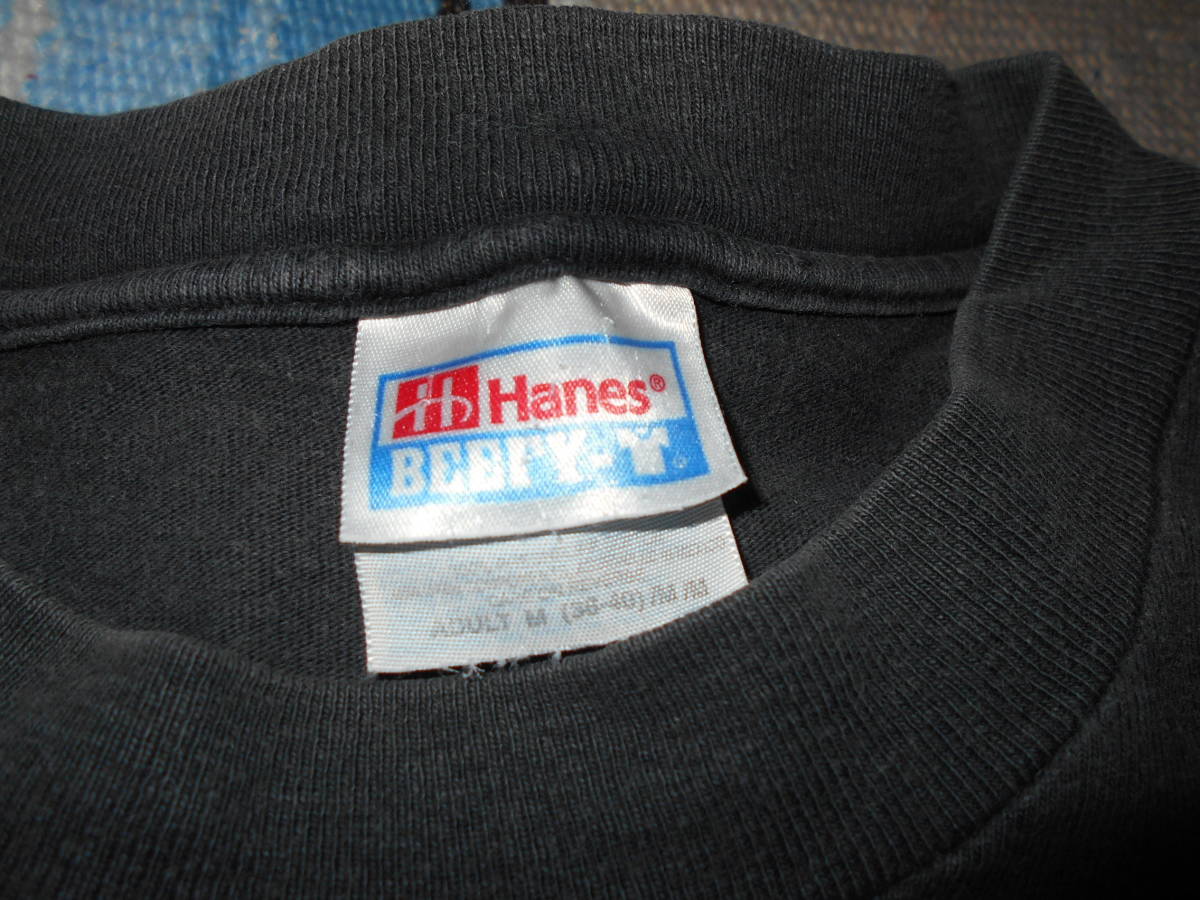 Hanes®
BEEFY-T®
ADULT M (38-40) /M /M